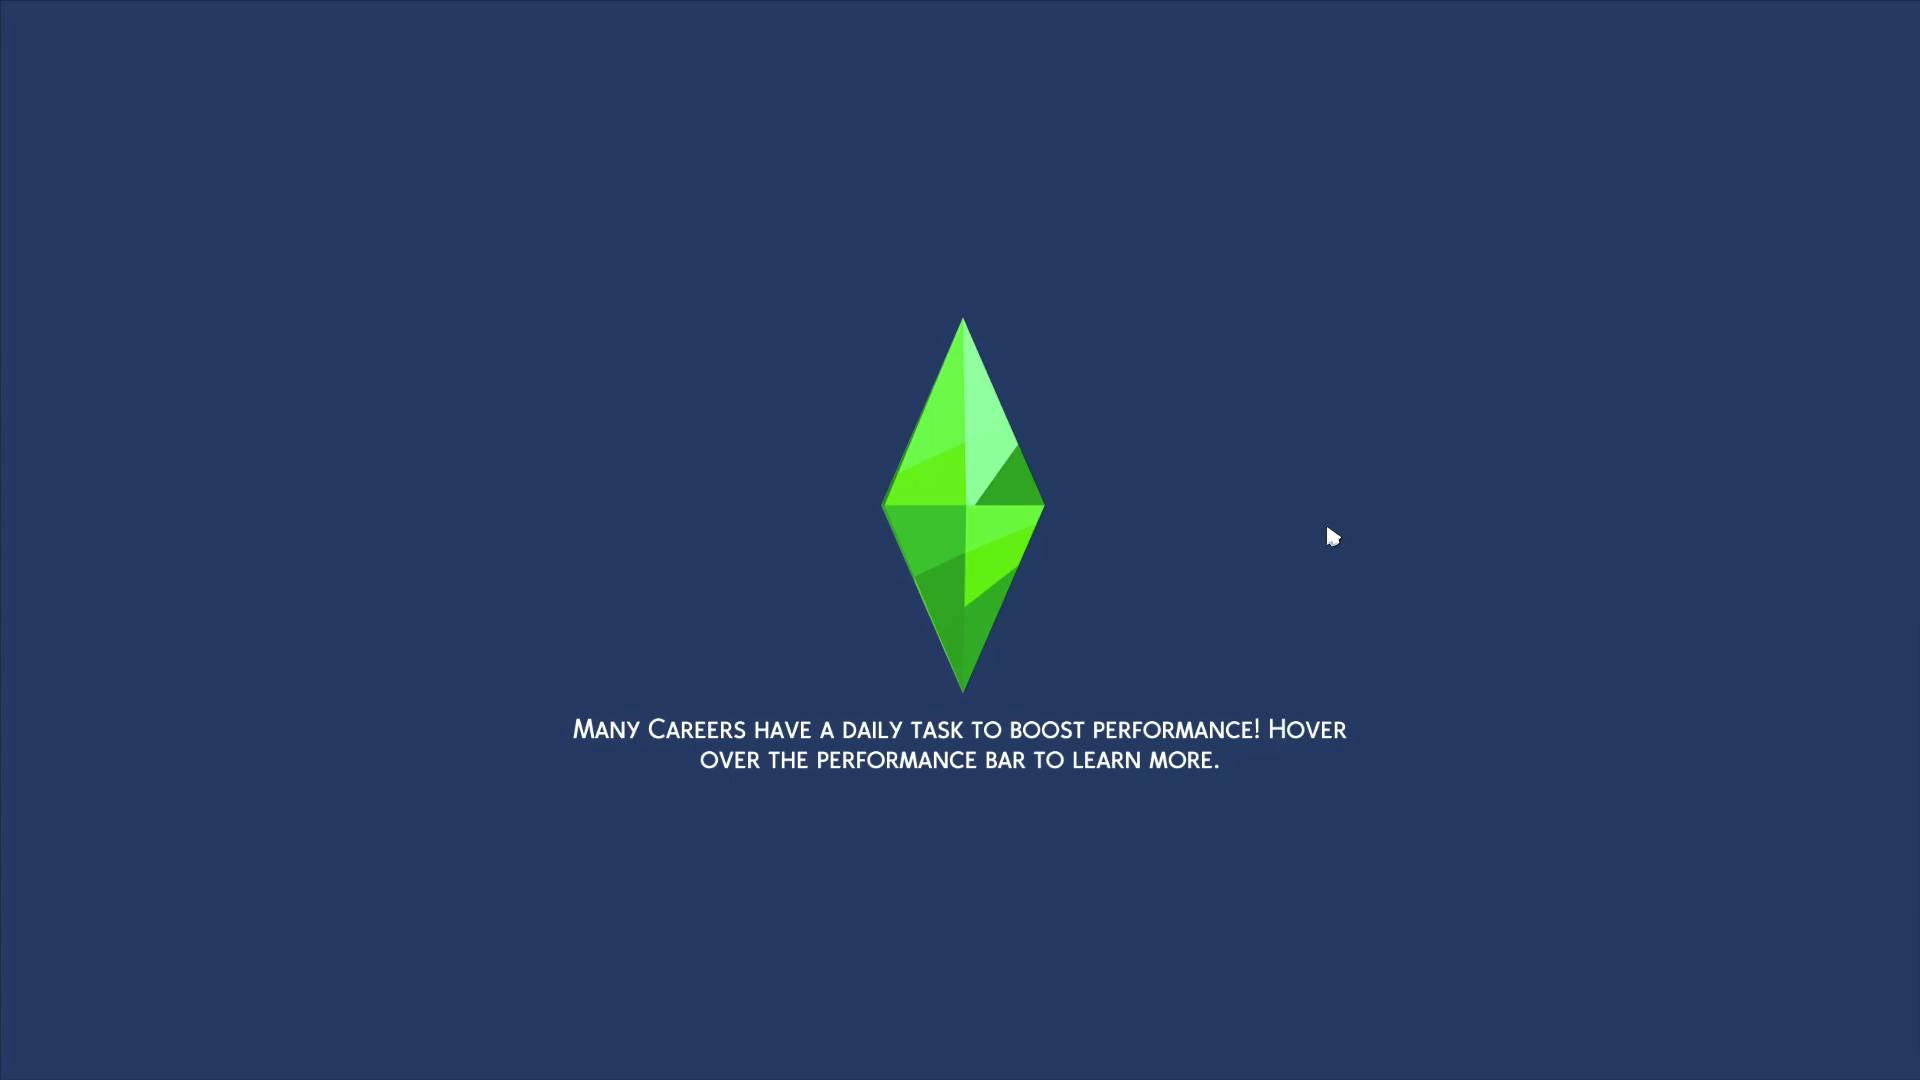 Many Careers have a daily task to boost performance! Hover
over the performance bar to learn more.